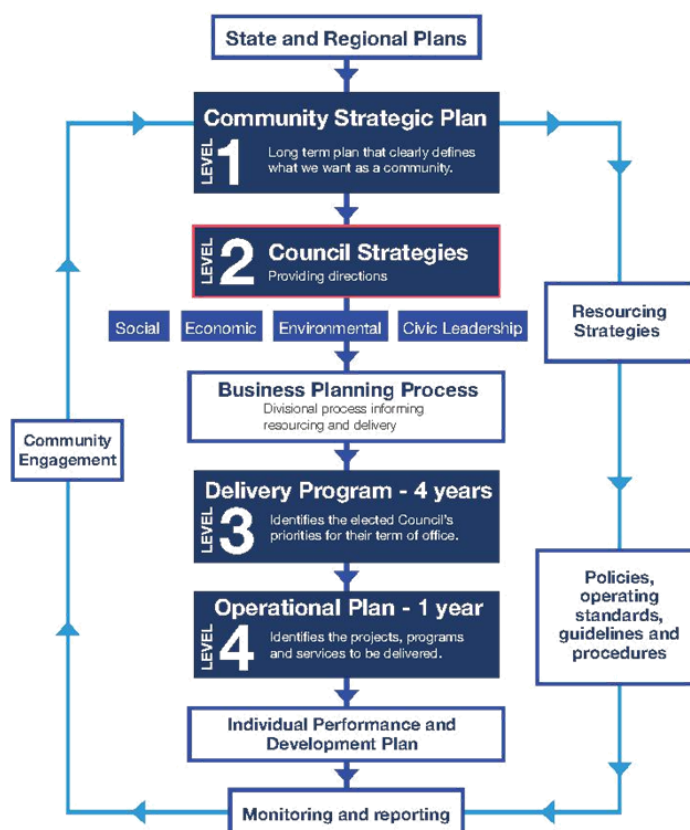 State and Regional Plans
Community Strategic Plan
LEVEL 1
Long term plan that clearly defines
what we want as a community.
LEVEL 2
Council Strategies
Providing directions
Social
Economic
Environmental
Civic Leadership
Resourcing
Strategies
Business Planning Process
Divisional process informing
resourcing and delivery
Community
Engagement
Delivery Program - 4 years
LEVEL 3
Identifies the elected Council's
priorities for their term of office.
Policies,
operating
standards,
guidelines and
procedures
Operational Plan - 1 year
LEVEL 4
Identifies the projects, programs
and services to be delivered.
Individual Performance and
Development Plan
Monitoring and reporting